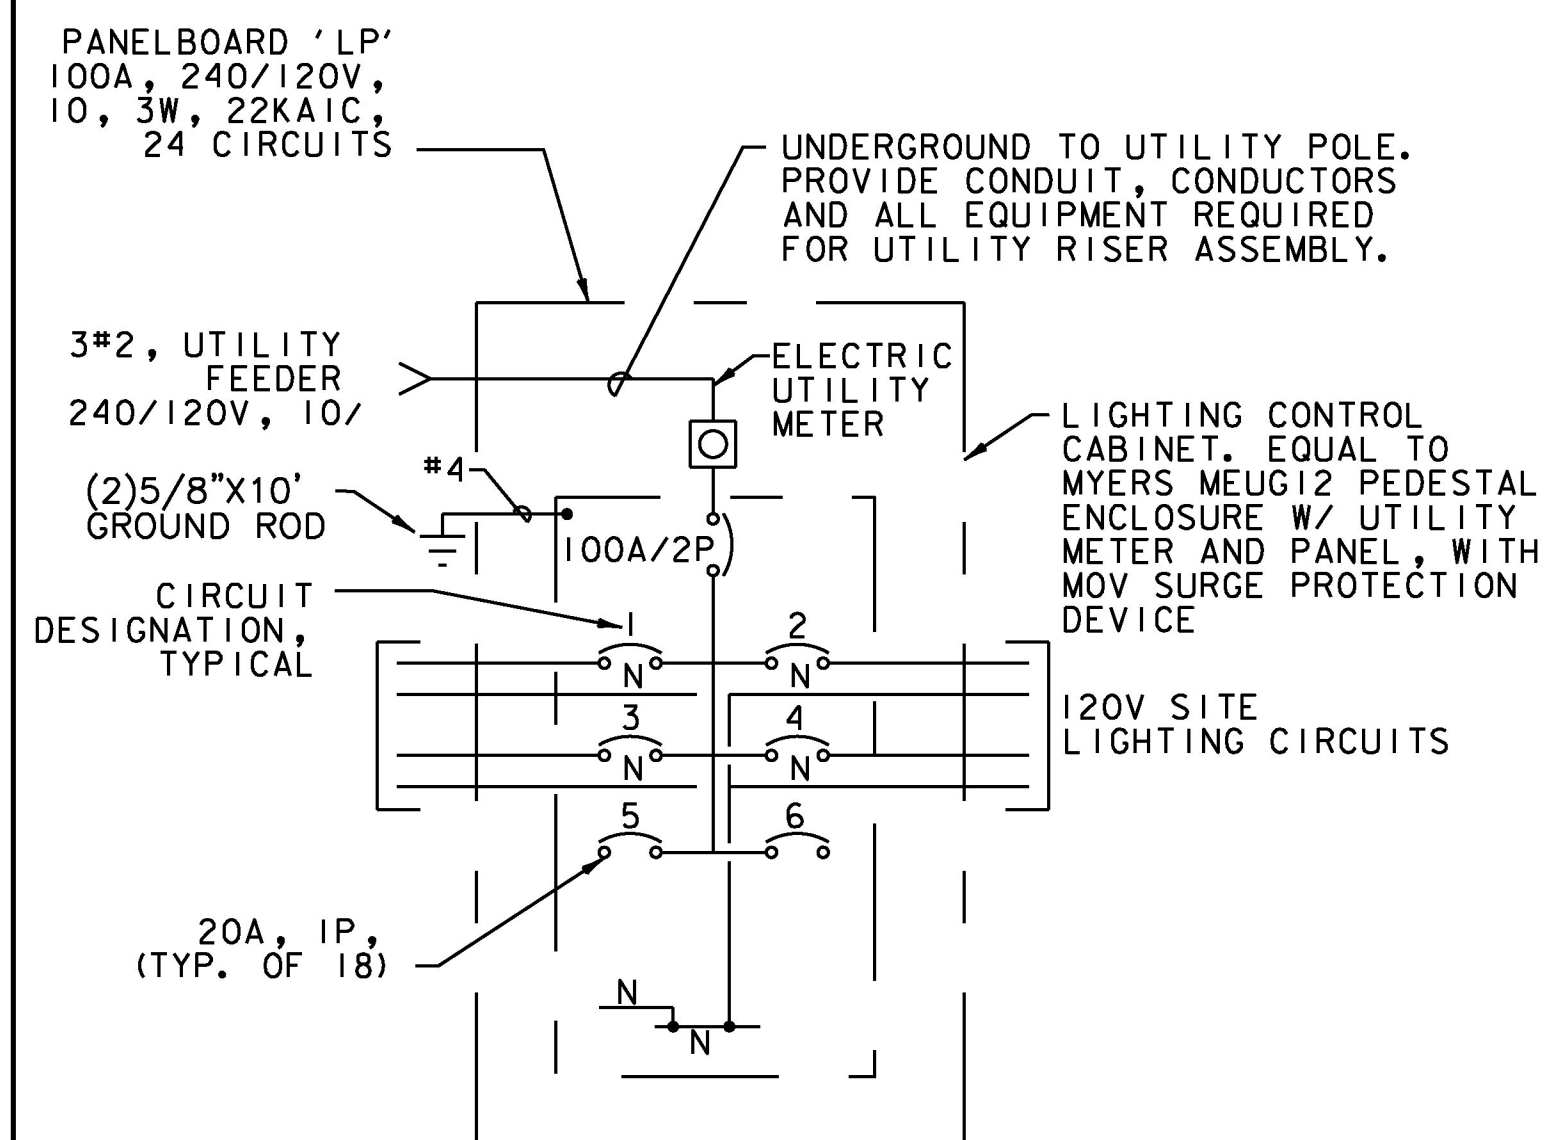 PANELBOARD 'LP'
100A, 240/120V,
10, 3W, 22KAIC,
24 CIRCUITS
UNDERGROUND TO UTILITY POLE.
PROVIDE CONDUIT, CONDUCTORS
AND ALL EQUIPMENT REQUIRED
FOR UTILITY RISER ASSEMBLY.
3#2, UTILITY
FEEDER
240/120V, 10/
ELECTRIC
UTILITY
METER
LIGHTING CONTROL
CABINET. EQUAL TO
MYERS MEUG12 PEDESTAL
ENCLOSURE W/ UTILITY
METER AND PANEL, WITH
MOV SURGE PROTECTION
DEVICE
#4
(2)5/8"X10'
GROUND ROD
100A/2P
CIRCUIT
DESIGNATION,
TYPICAL
1
2
N
N
3
4
N
N
5
6
120V SITE
LIGHTING CIRCUITS
20A, 1P,
(TYP. OF 18)
N
N